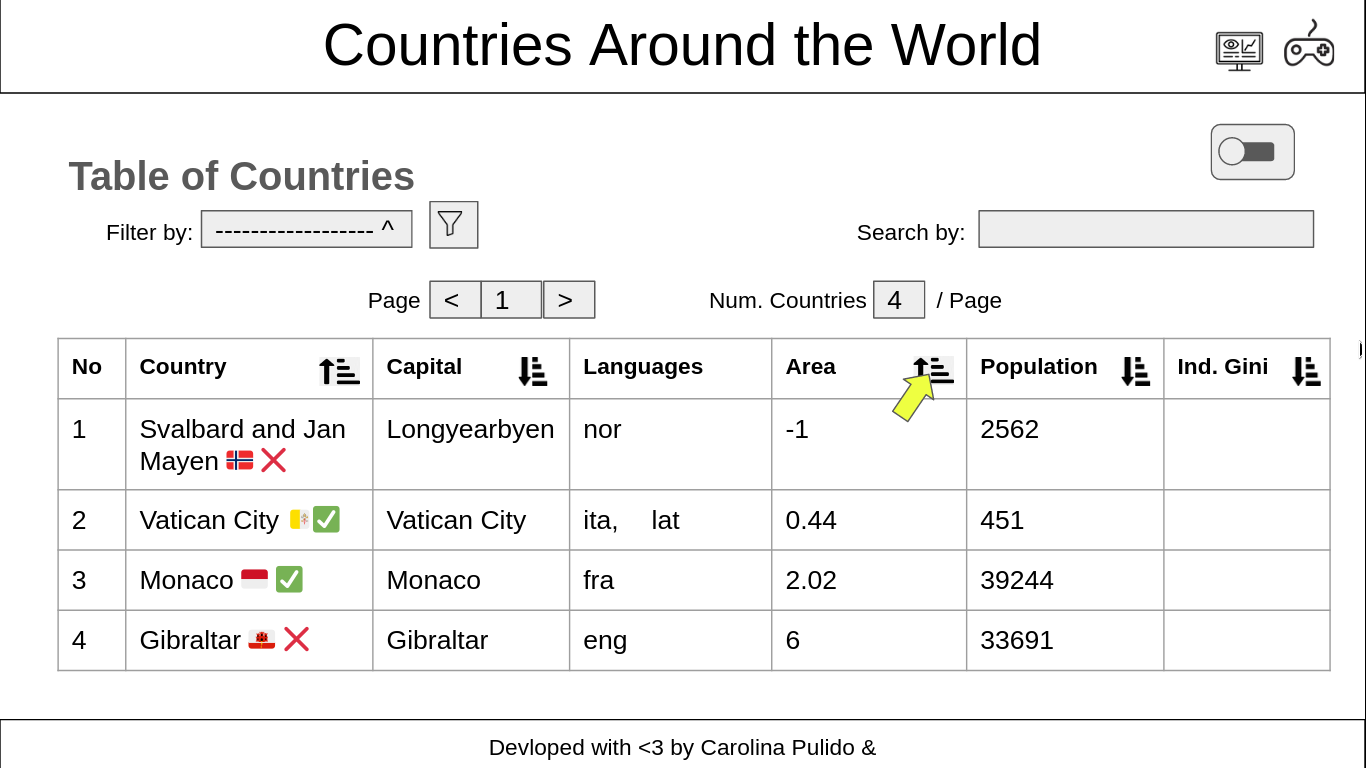 Countries Around the World
Table of Countries
Filter by: ------------------ ^
Search by:
Page < 1 > Num. Countries 4 / Page
No Country Capital Languages Area Population Ind. Gini
1 Svalbard and Jan Longyearbyen nor -1 2562
Mayen
2 Vatican City Vatican City ita, lat 0.44 451
3 Monaco Monaco fra 2.02 39244
4 Gibraltar Gibraltar eng 6 33691
Devloped with <3 by Carolina Pulido &